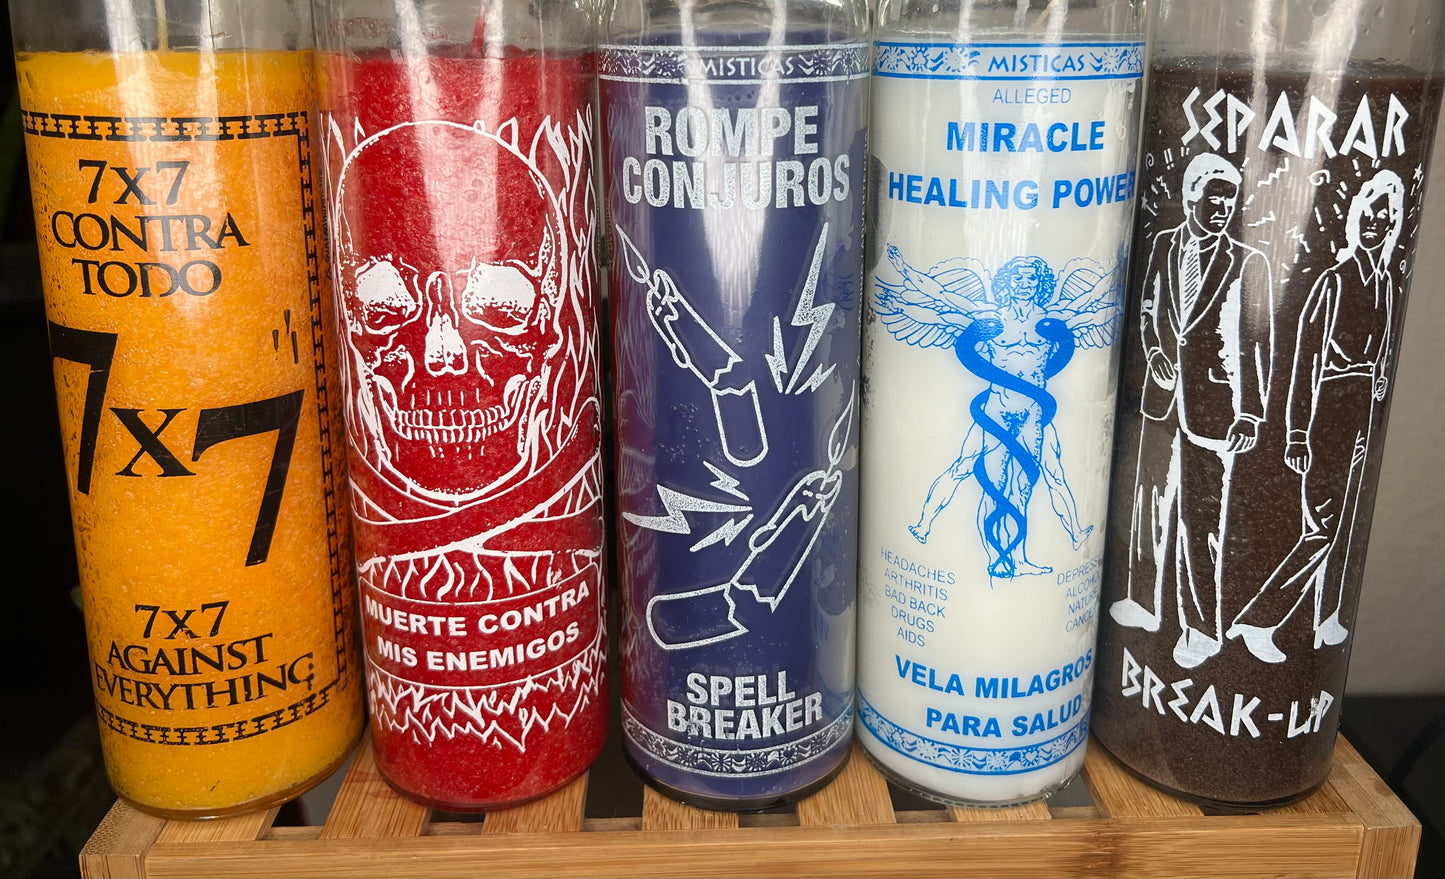 7x7
CONTRA
TODO
7x7
7x7
AGAINST
EVERYTHING
MUERTE CONTRA
MIS ENEMIGOS
MISTICAS
ROMPE
CONJUROS
SPELL
BREAKER
MISTICAS
ALLEGED
MIRACLE
HEALING POWER
HEADACHES
ARTHRITIS
BAD BACK
DRUGS
AIDS
VELA MILAGROS
PARA SALUD
SEPARAR
BREAK-UP